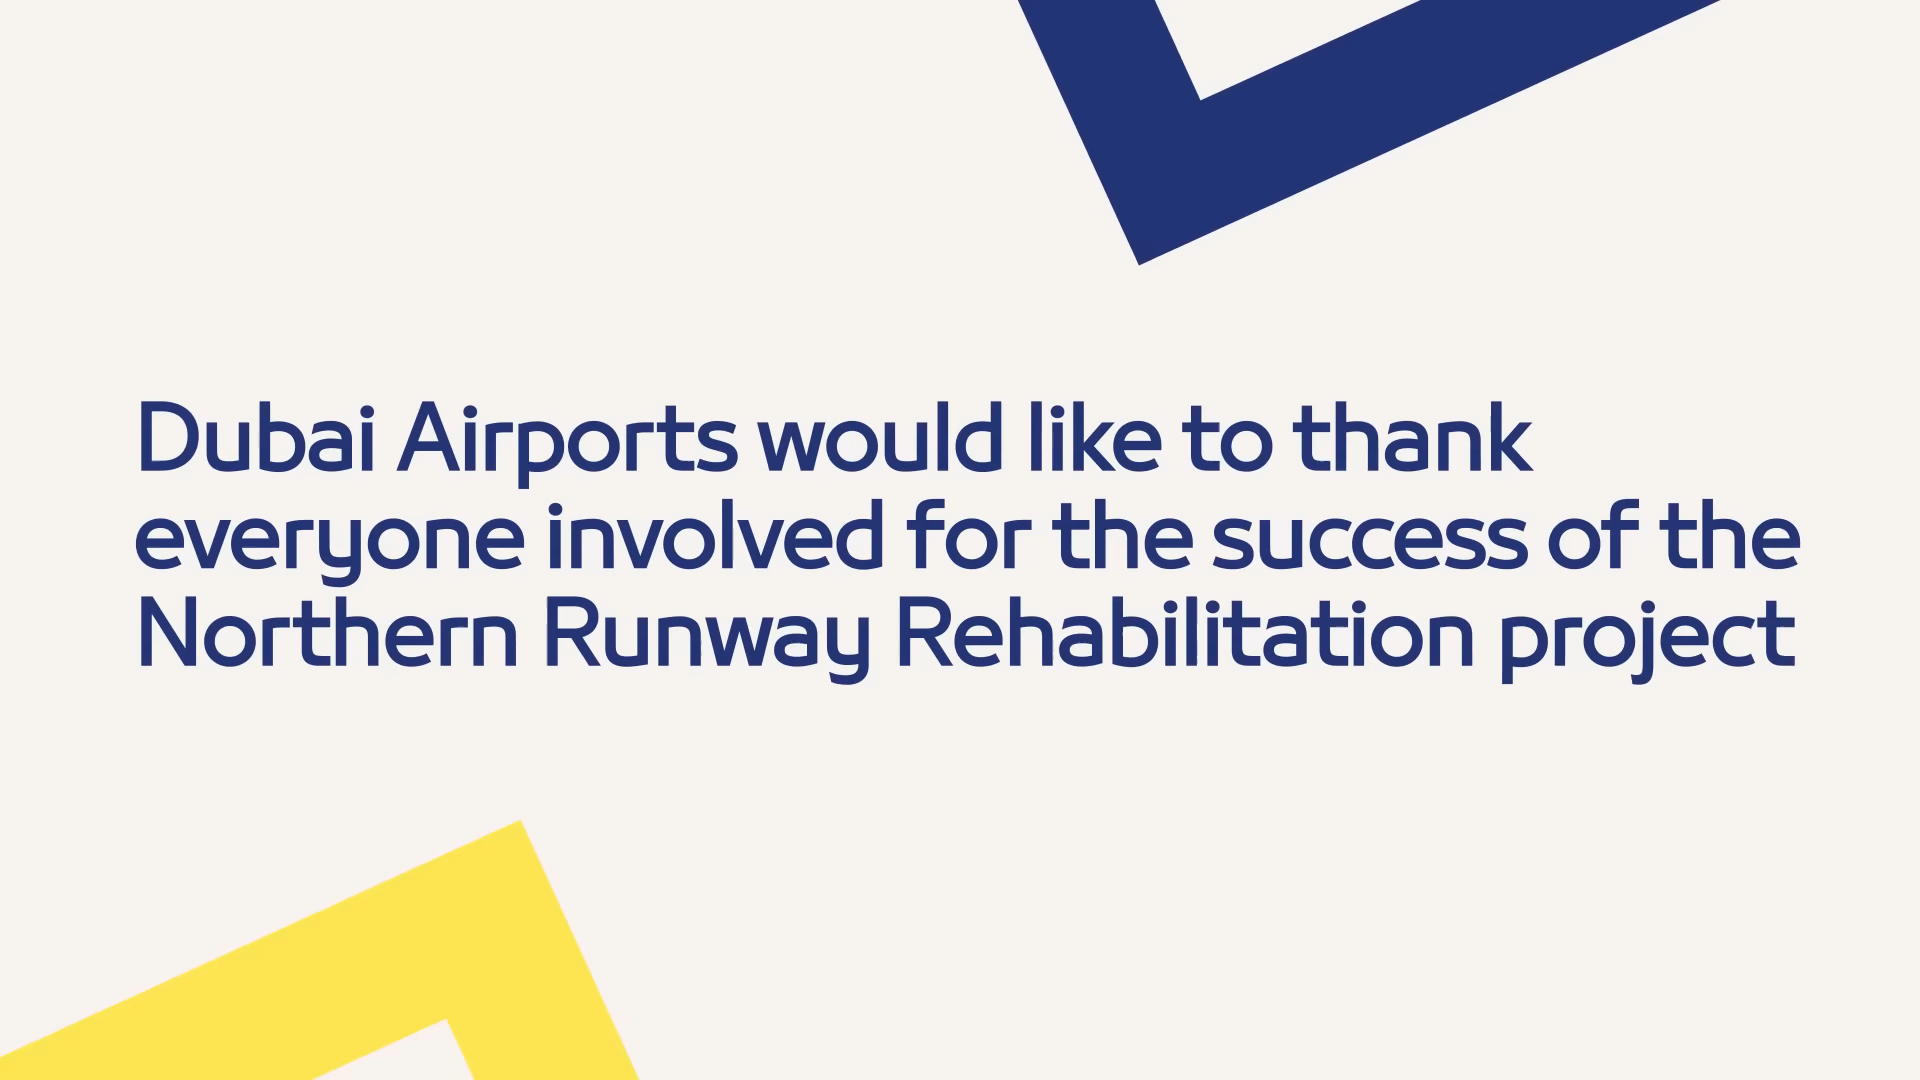 Dubai Airports would like to thank
everyone involved for the success of the
Northern Runway Rehabilitation project